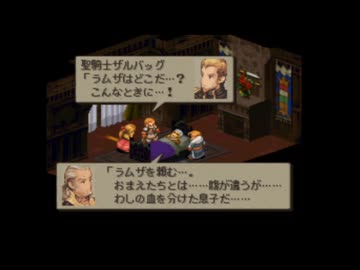 聖騎士ザルバッグ
「ラムザはどこだ…？
こんなときに…！
「ラムザを頼む…。
おまえたちとは……腹が違うが……
わしの血を分けた息子だ……